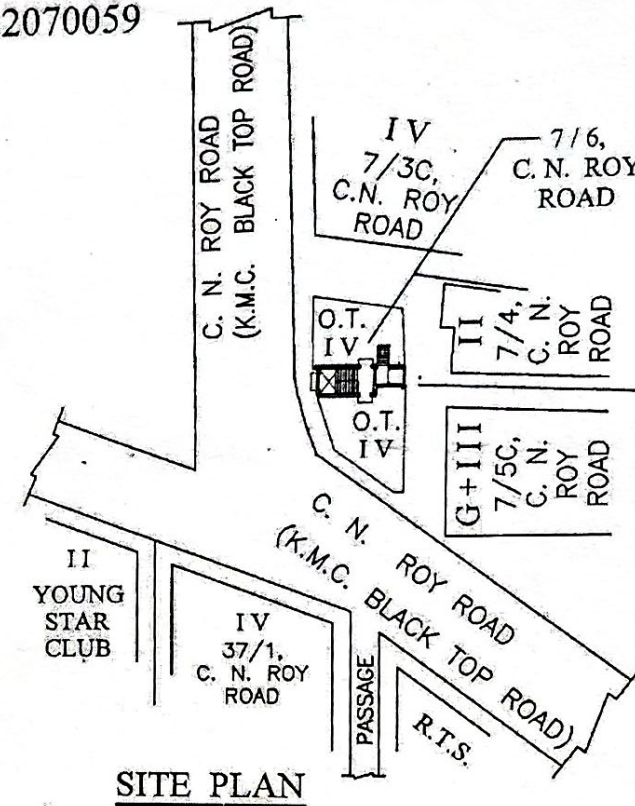 2070059
C. N. ROY ROAD
(K.M.C. BLACK TOP ROAD)
IV
7/3C,
C.N. ROY
ROAD
7/6,
C. N. ROY
ROAD
O.T.
IV
O.T.
IV
II
7/4,
C. N.
ROY
ROAD
G+III
7/5C,
C. N.
ROY
ROAD
C. N. ROY ROAD
(K.M.C. BLACK TOP ROAD)
II
YOUNG
STAR
CLUB
IV
37/1,
C. N. ROY
ROAD
PASSAGE
R.T.S.
SITE PLAN